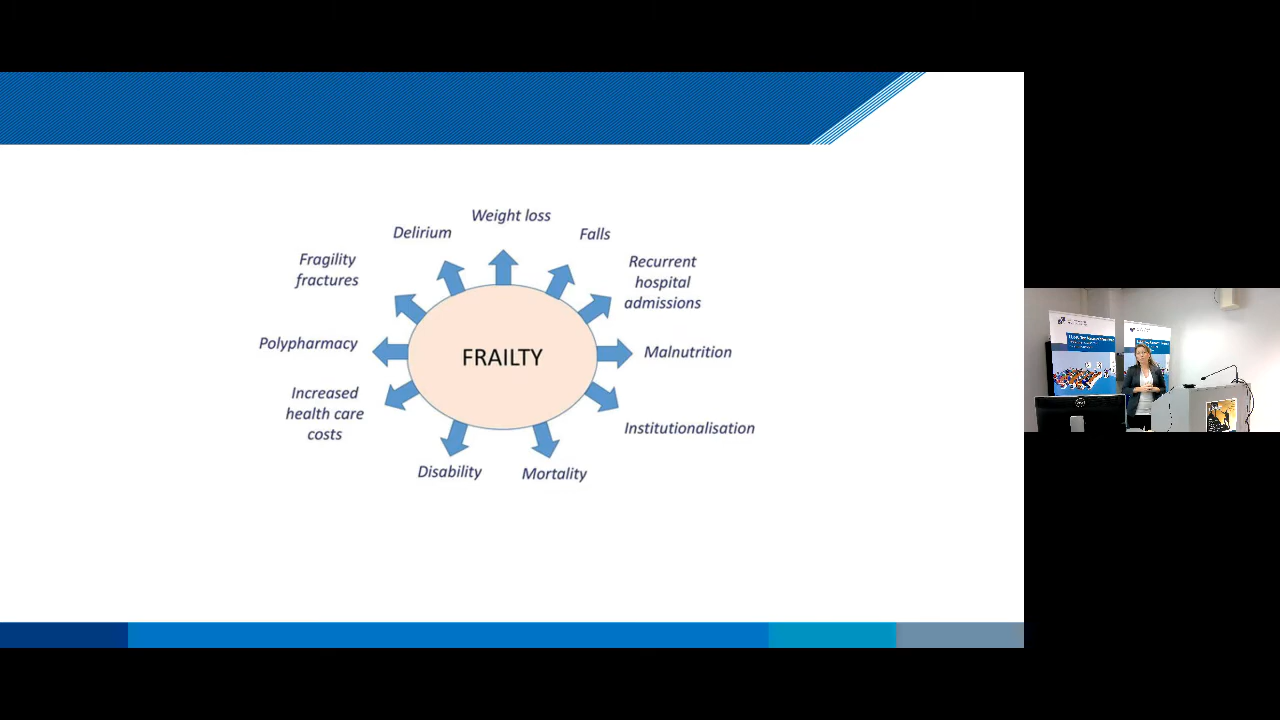 Weight loss
Delirium
Falls
Fragility
fractures
Recurrent
hospital
admissions
Polypharmacy
FRAILTY
Malnutrition
Increased
health care
costs
Institutionalisation
Disability
Mortality